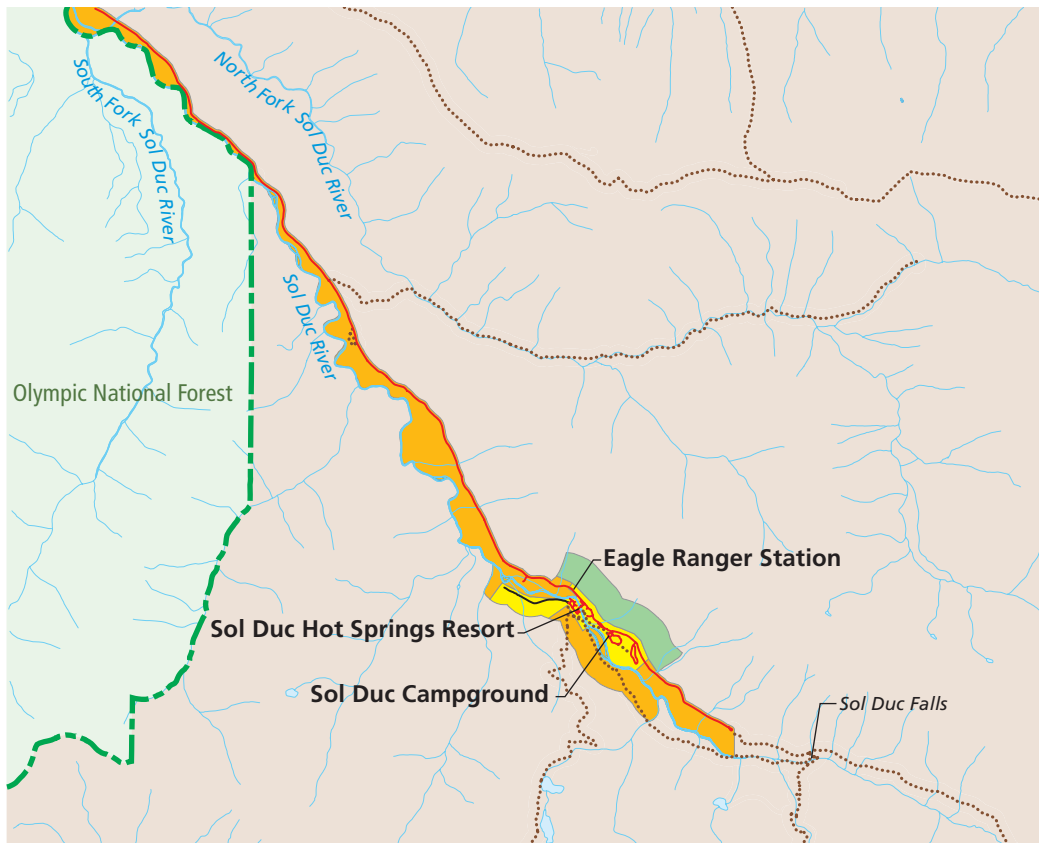 South Fork Sol Duc River
North Fork Sol Duc River
Sol Duc River
Olympic National Forest
Eagle Ranger Station
Sol Duc Hot Springs Resort
Sol Duc Campground
Sol Duc Falls